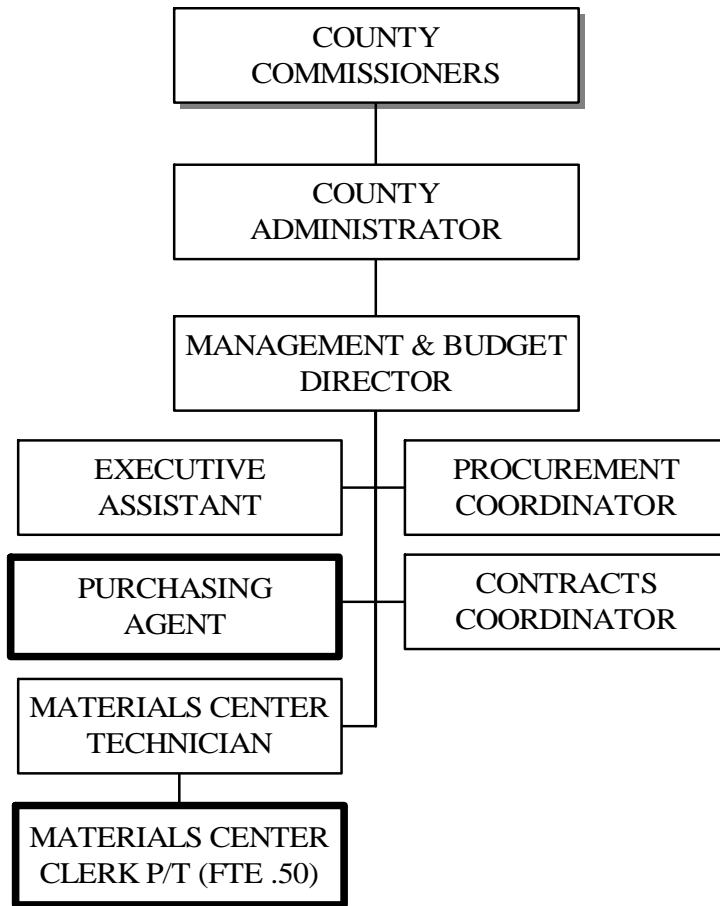 COUNTY
COMMISSIONERS
COUNTY
ADMINISTRATOR
MANAGEMENT & BUDGET
DIRECTOR
EXECUTIVE
ASSISTANT
PROCUREMENT
COORDINATOR
PURCHASING
AGENT
CONTRACTS
COORDINATOR
MATERIALS CENTER
TECHNICIAN
MATERIALS CENTER
CLERK P/T (FTE .50)